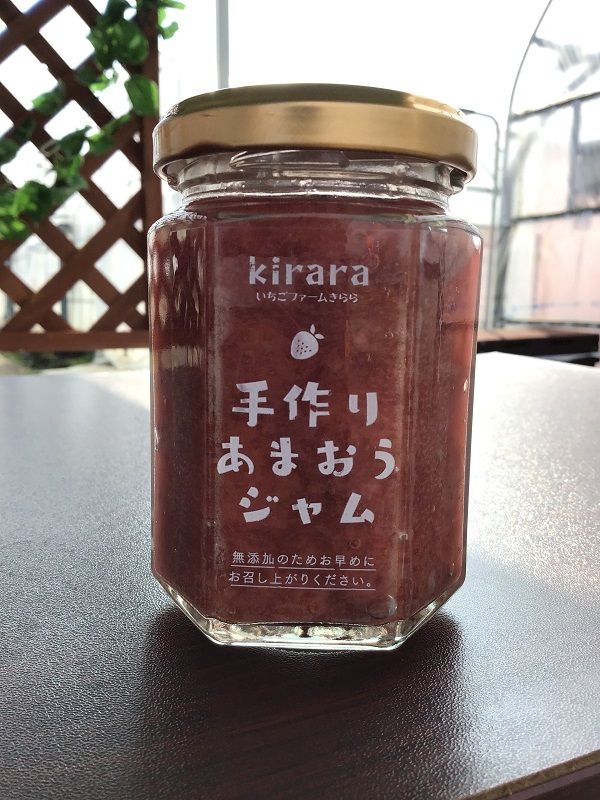 kirara
いちごファームきらら
手作り
あまおう
ジャム
無添加のためお早めに
お召し上がりください。